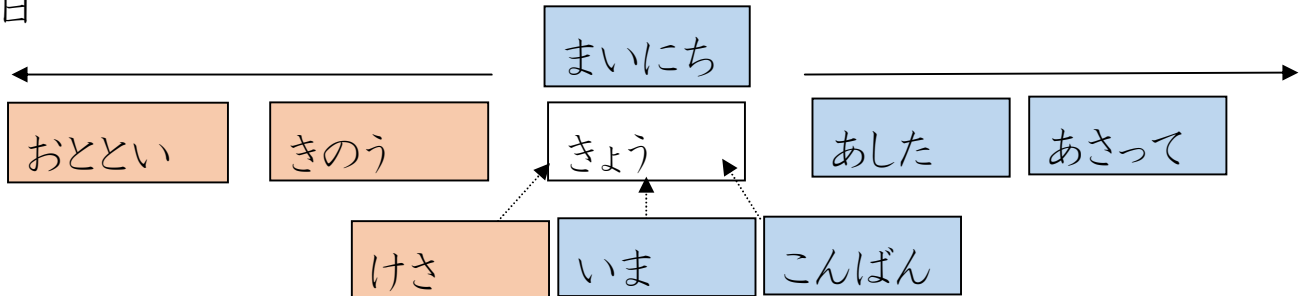 日
まいにち
おととい
きのう
きょう
あした
あさって
けさ
いま
こんばん